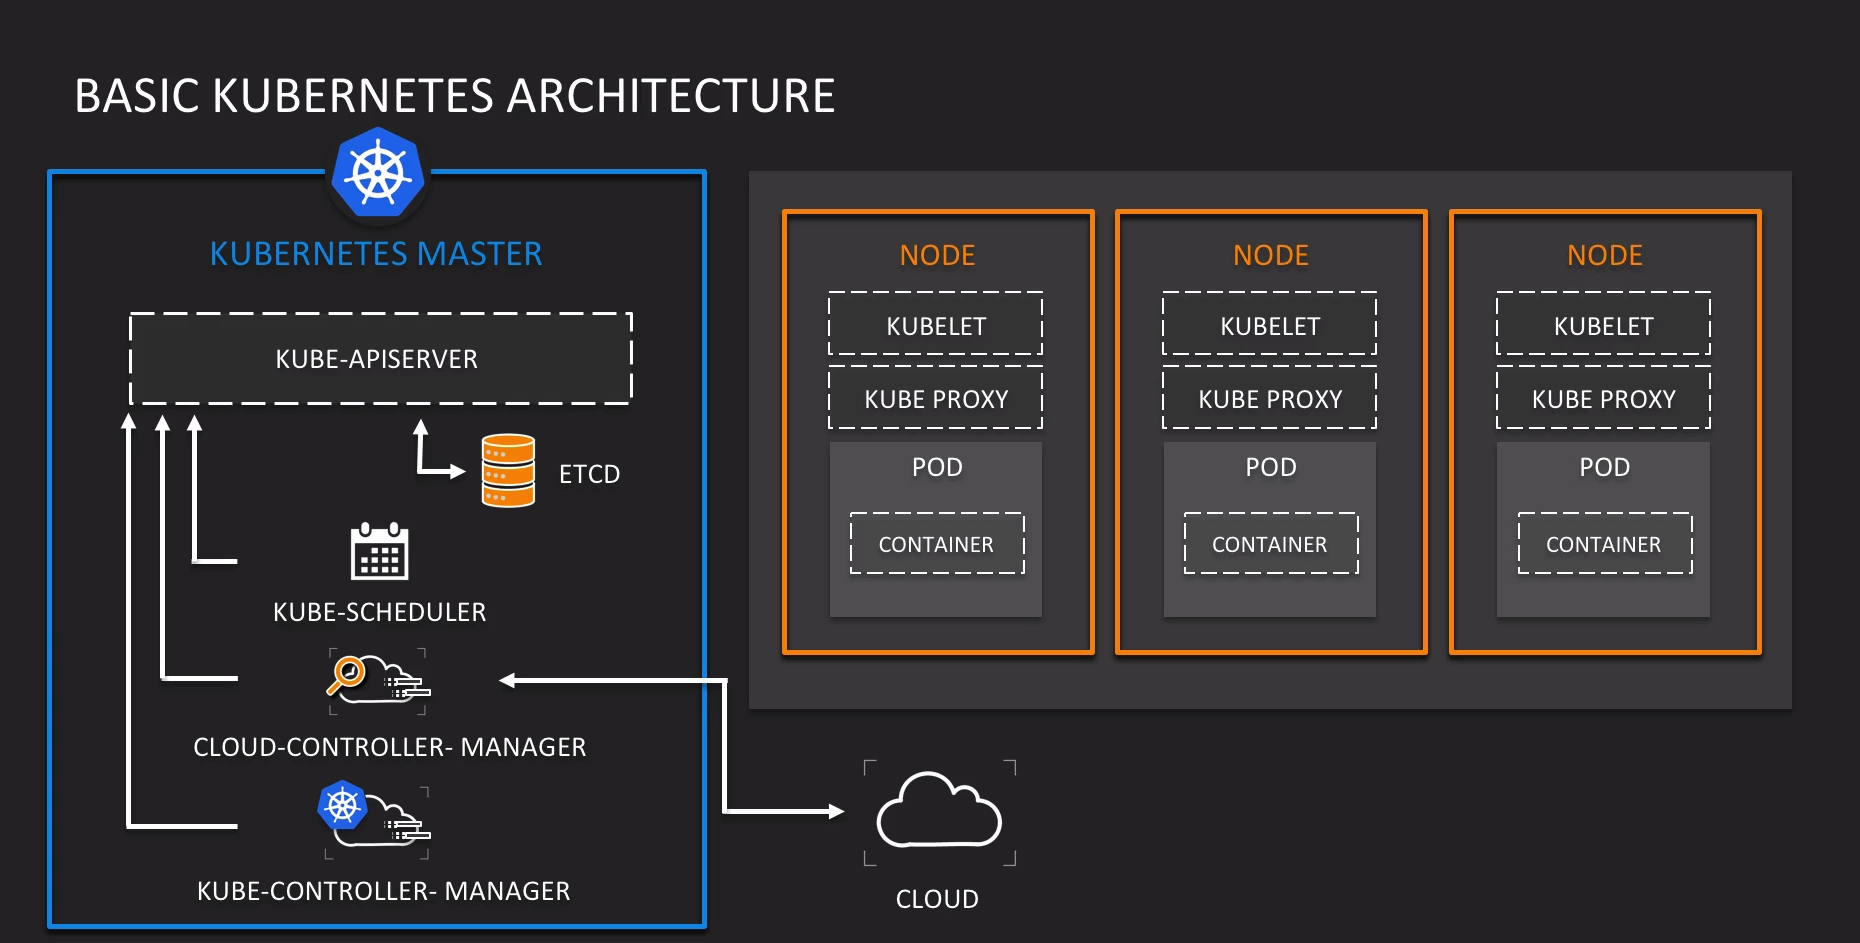 BASIC KUBERNETES ARCHITECTURE
KUBERNETES MASTER
KUBE-APISERVER
ETCD
KUBE-SCHEDULER
CLOUD-CONTROLLER- MANAGER
KUBE-CONTROLLER- MANAGER
NODE
KUBELET
KUBE PROXY
POD
CONTAINER
NODE
KUBELET
KUBE PROXY
POD
CONTAINER
NODE
KUBELET
KUBE PROXY
POD
CONTAINER
CLOUD